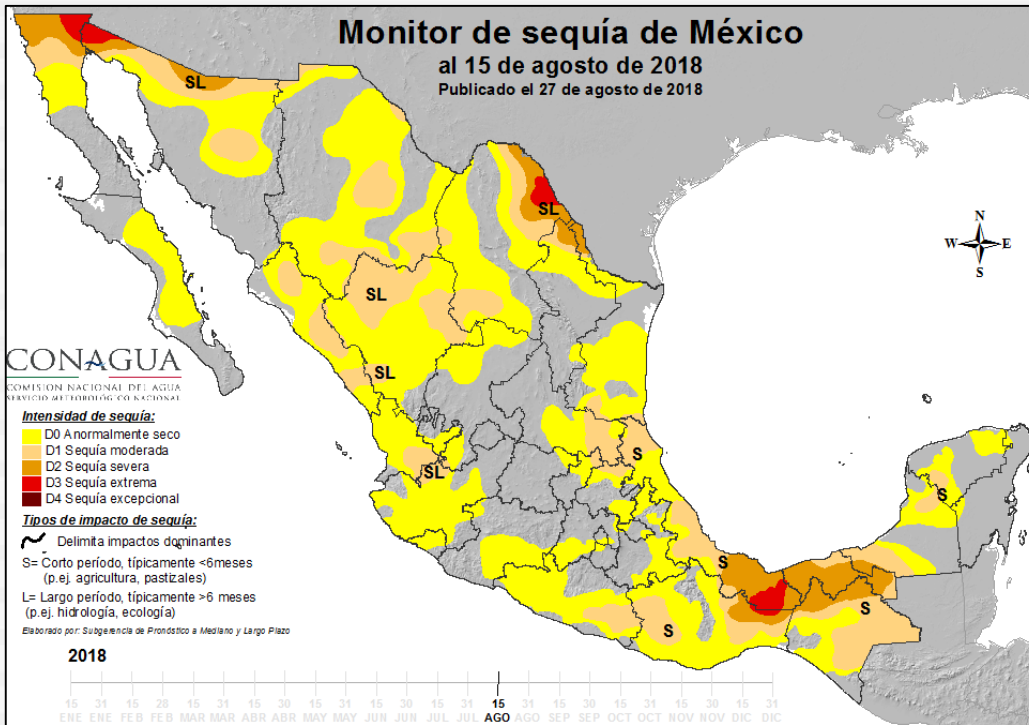 Monitor de sequía de México
al 15 de agosto de 2018
Publicado el 27 de agosto de 2018
N
W E
S
SL
SL
SL
SL
SL
S
S
S
S
S
CONAGUA
COMISIÓN NACIONAL DEL AGUA
SERVICIO METEOROLÓGICO NACIONAL
Intensidad de sequía:
D0 Anormalmente seco
D1 Sequía moderada
D2 Sequía severa
D3 Sequía extrema
D4 Sequía excepcional
Tipos de impacto de sequía:
Delimita impactos dominantes
S= Corto período, típicamente <6meses
(p.ej. agricultura, pastizales)
L= Largo período, típicamente >6 meses
(p.ej. hidrología, ecología)
Elaborado por: Subgerencia de Pronóstico a Mediano y Largo Plazo
2018
15 31 15 28 15 31 15 30 15 31 15 30 15 31 15 31 15 30 15 31 15 30 15 31
ENE ENE FEB FEB MAR MAR ABR ABR MAY MAY JUN JUN JUL JUL AGO AGO SEP SEP OCT OCT NOV NOV DIC DIC